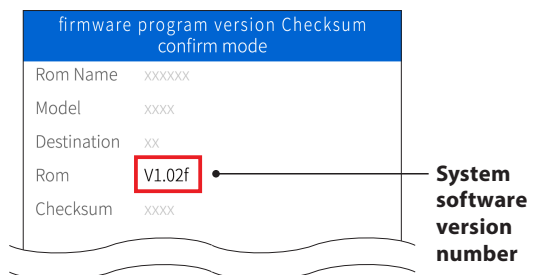 firmware program version Checksum
confirm mode
Rom Name xxxxxx
Model xxxx
Destination xx
Rom V1.02f
Checksum xxxx
System
software
version
number